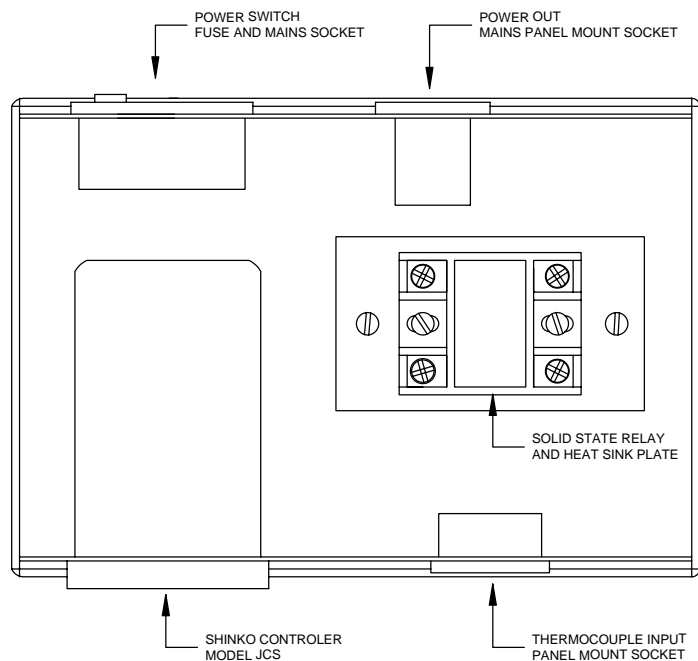 POWER SWITCH
FUSE AND MAINS SOCKET
POWER OUT
MAINS PANEL MOUNT SOCKET
SOLID STATE RELAY
AND HEAT SINK PLATE
SHINKO CONTROLER
MODEL JCS
THERMOCOUPLE INPUT
PANEL MOUNT SOCKET